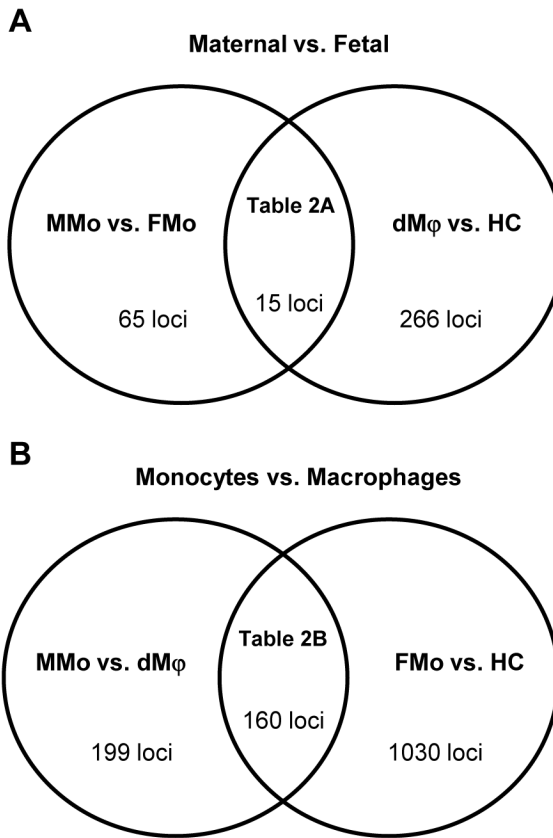 A
Maternal vs. Fetal
MMo vs. FMo
Table 2A
dMφ vs. HC
65 loci
15 loci
266 loci
B
Monocytes vs. Macrophages
MMo vs. dMφ
Table 2B
FMo vs. HC
199 loci
160 loci
1030 loci